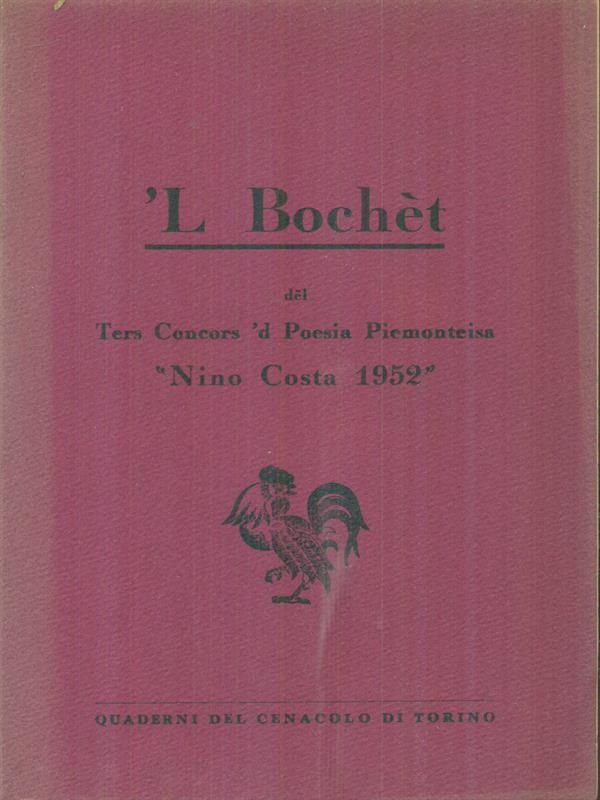 'L Bochèt
dël
Ters Concors 'd Poesia Piemonteisa
"Nino Costa 1952"
QUADERNI DEL CENACOLO DI TORINO